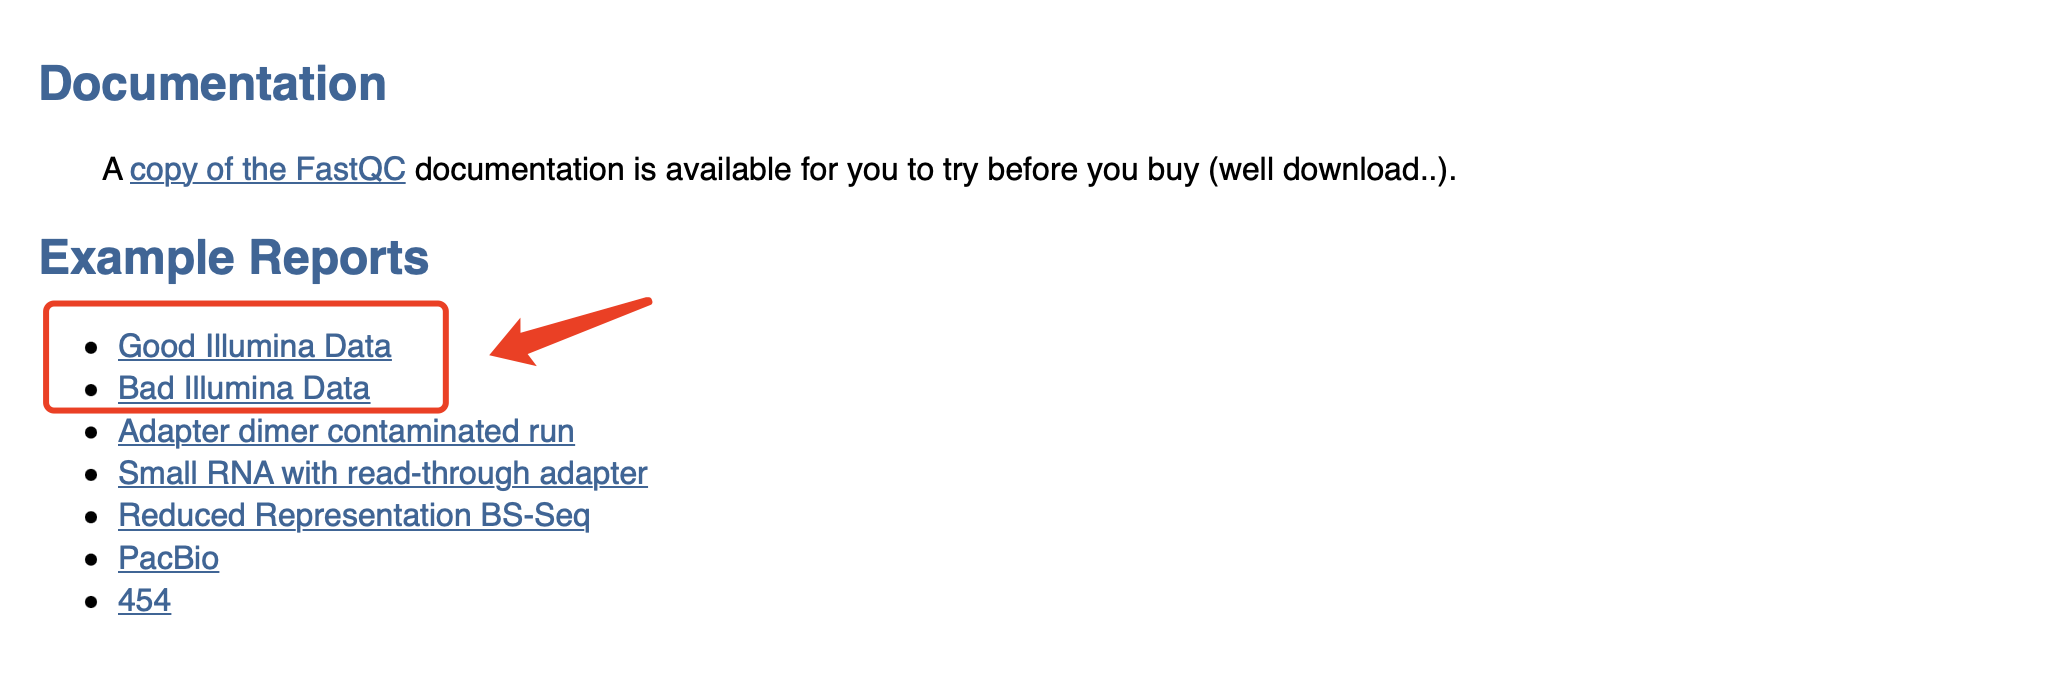 Documentation
A copy of the FastQC documentation is available for you to try before you buy (well download..).
Example Reports
Good Illumina Data
Bad Illumina Data
Adapter dimer contaminated run
Small RNA with read-through adapter
Reduced Representation BS-Seq
PacBio
454